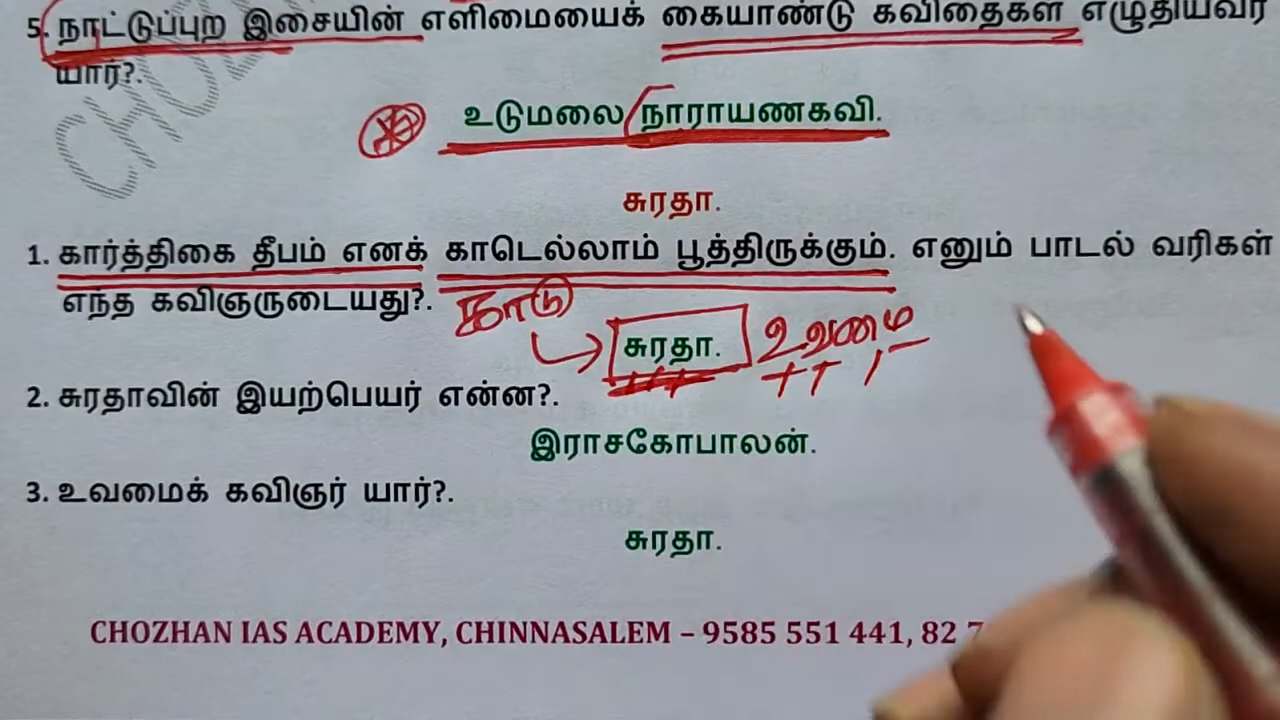 5. நாட்டுப்புற இசையின் எளிமையைக் கையாண்டு கவிதைகள் எழுதியவர்
யார்?.
உடுமலை நாராயணகவி.
சுரதா.
1. கார்த்திகை தீபம் எனக் காடெல்லாம் பூத்திருக்கும். எனும் பாடல் வரிகள்
எந்த கவிஞருடையது?. காடு
சுரதா. உவமை
2. சுரதாவின் இயற்பெயர் என்ன?.
இராசகோபாலன்.
3. உவமைக் கவிஞர் யார்?.
சுரதா.
CHOZHAN IAS ACADEMY, CHINNASALEM – 9585 551 441, 82